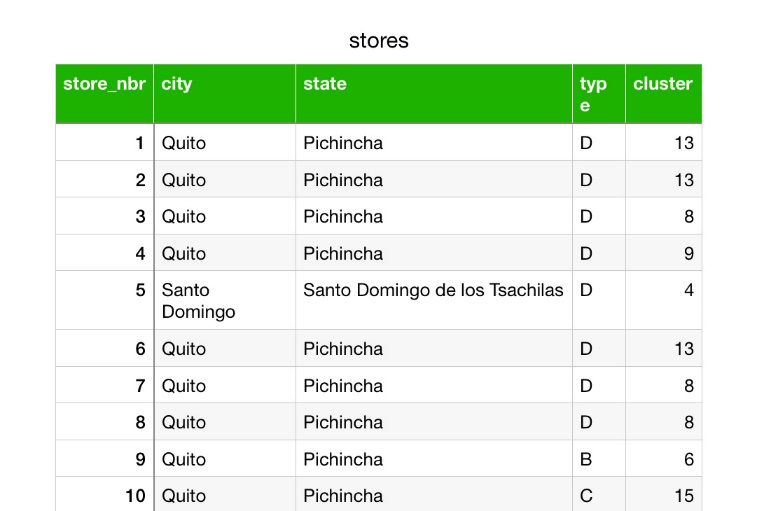 stores
store_nbr city state typ cluster
e
1 Quito Pichincha D 13
2 Quito Pichincha D 13
3 Quito Pichincha D 8
4 Quito Pichincha D 9
5 Santo Santo Domingo de los Tsachilas D 4
Domingo
6 Quito Pichincha D 13
7 Quito Pichincha D 8
8 Quito Pichincha D 8
9 Quito Pichincha B 6
10 Quito Pichincha C 15